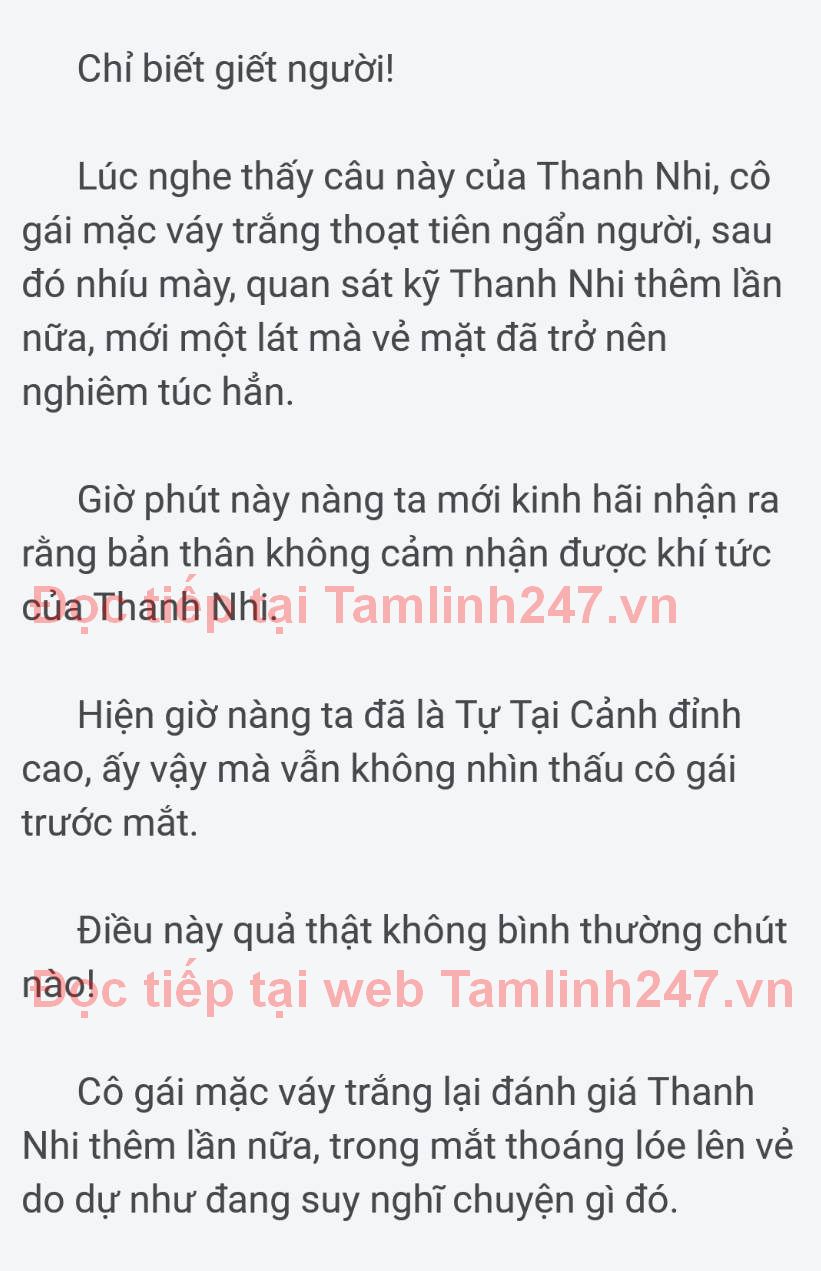 Chỉ biết giết người!
Lúc nghe thấy câu này của Thanh Nhi, cô
gái mặc váy trắng thoạt tiên ngẩn người, sau
đó nhíu mày, quan sát kỹ Thanh Nhi thêm lần
nữa, mới một lát mà vẻ mặt đã trở nên
nghiêm túc hẳn.
Giờ phút này nàng ta mới kinh hãi nhận ra
rằng bản thân không cảm nhận được khí tức
của Thanh Nhi.
Đọc tiếp tại Tamlinh247.vn
Hiện giờ nàng ta đã là Tự Tại Cảnh đỉnh
cao, ấy vậy mà vẫn không nhìn thấu cô gái
trước mắt.
Điều này quả thật không bình thường chút
nào!
Đọc tiếp tại web Tamlinh247.vn
Cô gái mặc váy trắng lại đánh giá Thanh
Nhi thêm lần nữa, trong mắt thoáng lóe lên vẻ
do dự như đang suy nghĩ chuyện gì đó.